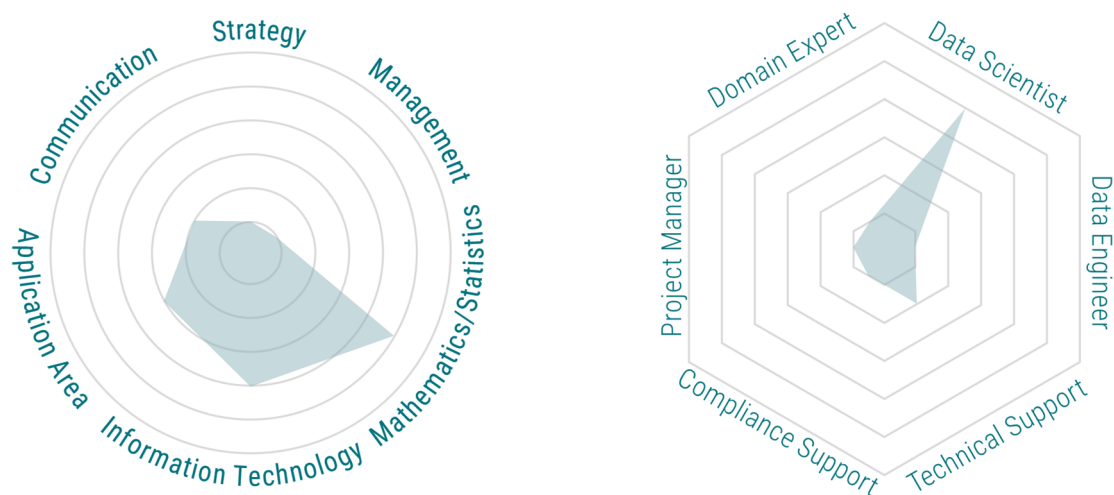 Strategy
Management
Mathematics/Statistics
Information Technology
Application Area
Communication
Domain Expert
Data Scientist
Data Engineer
Technical Support
Compliance Support
Project Manager